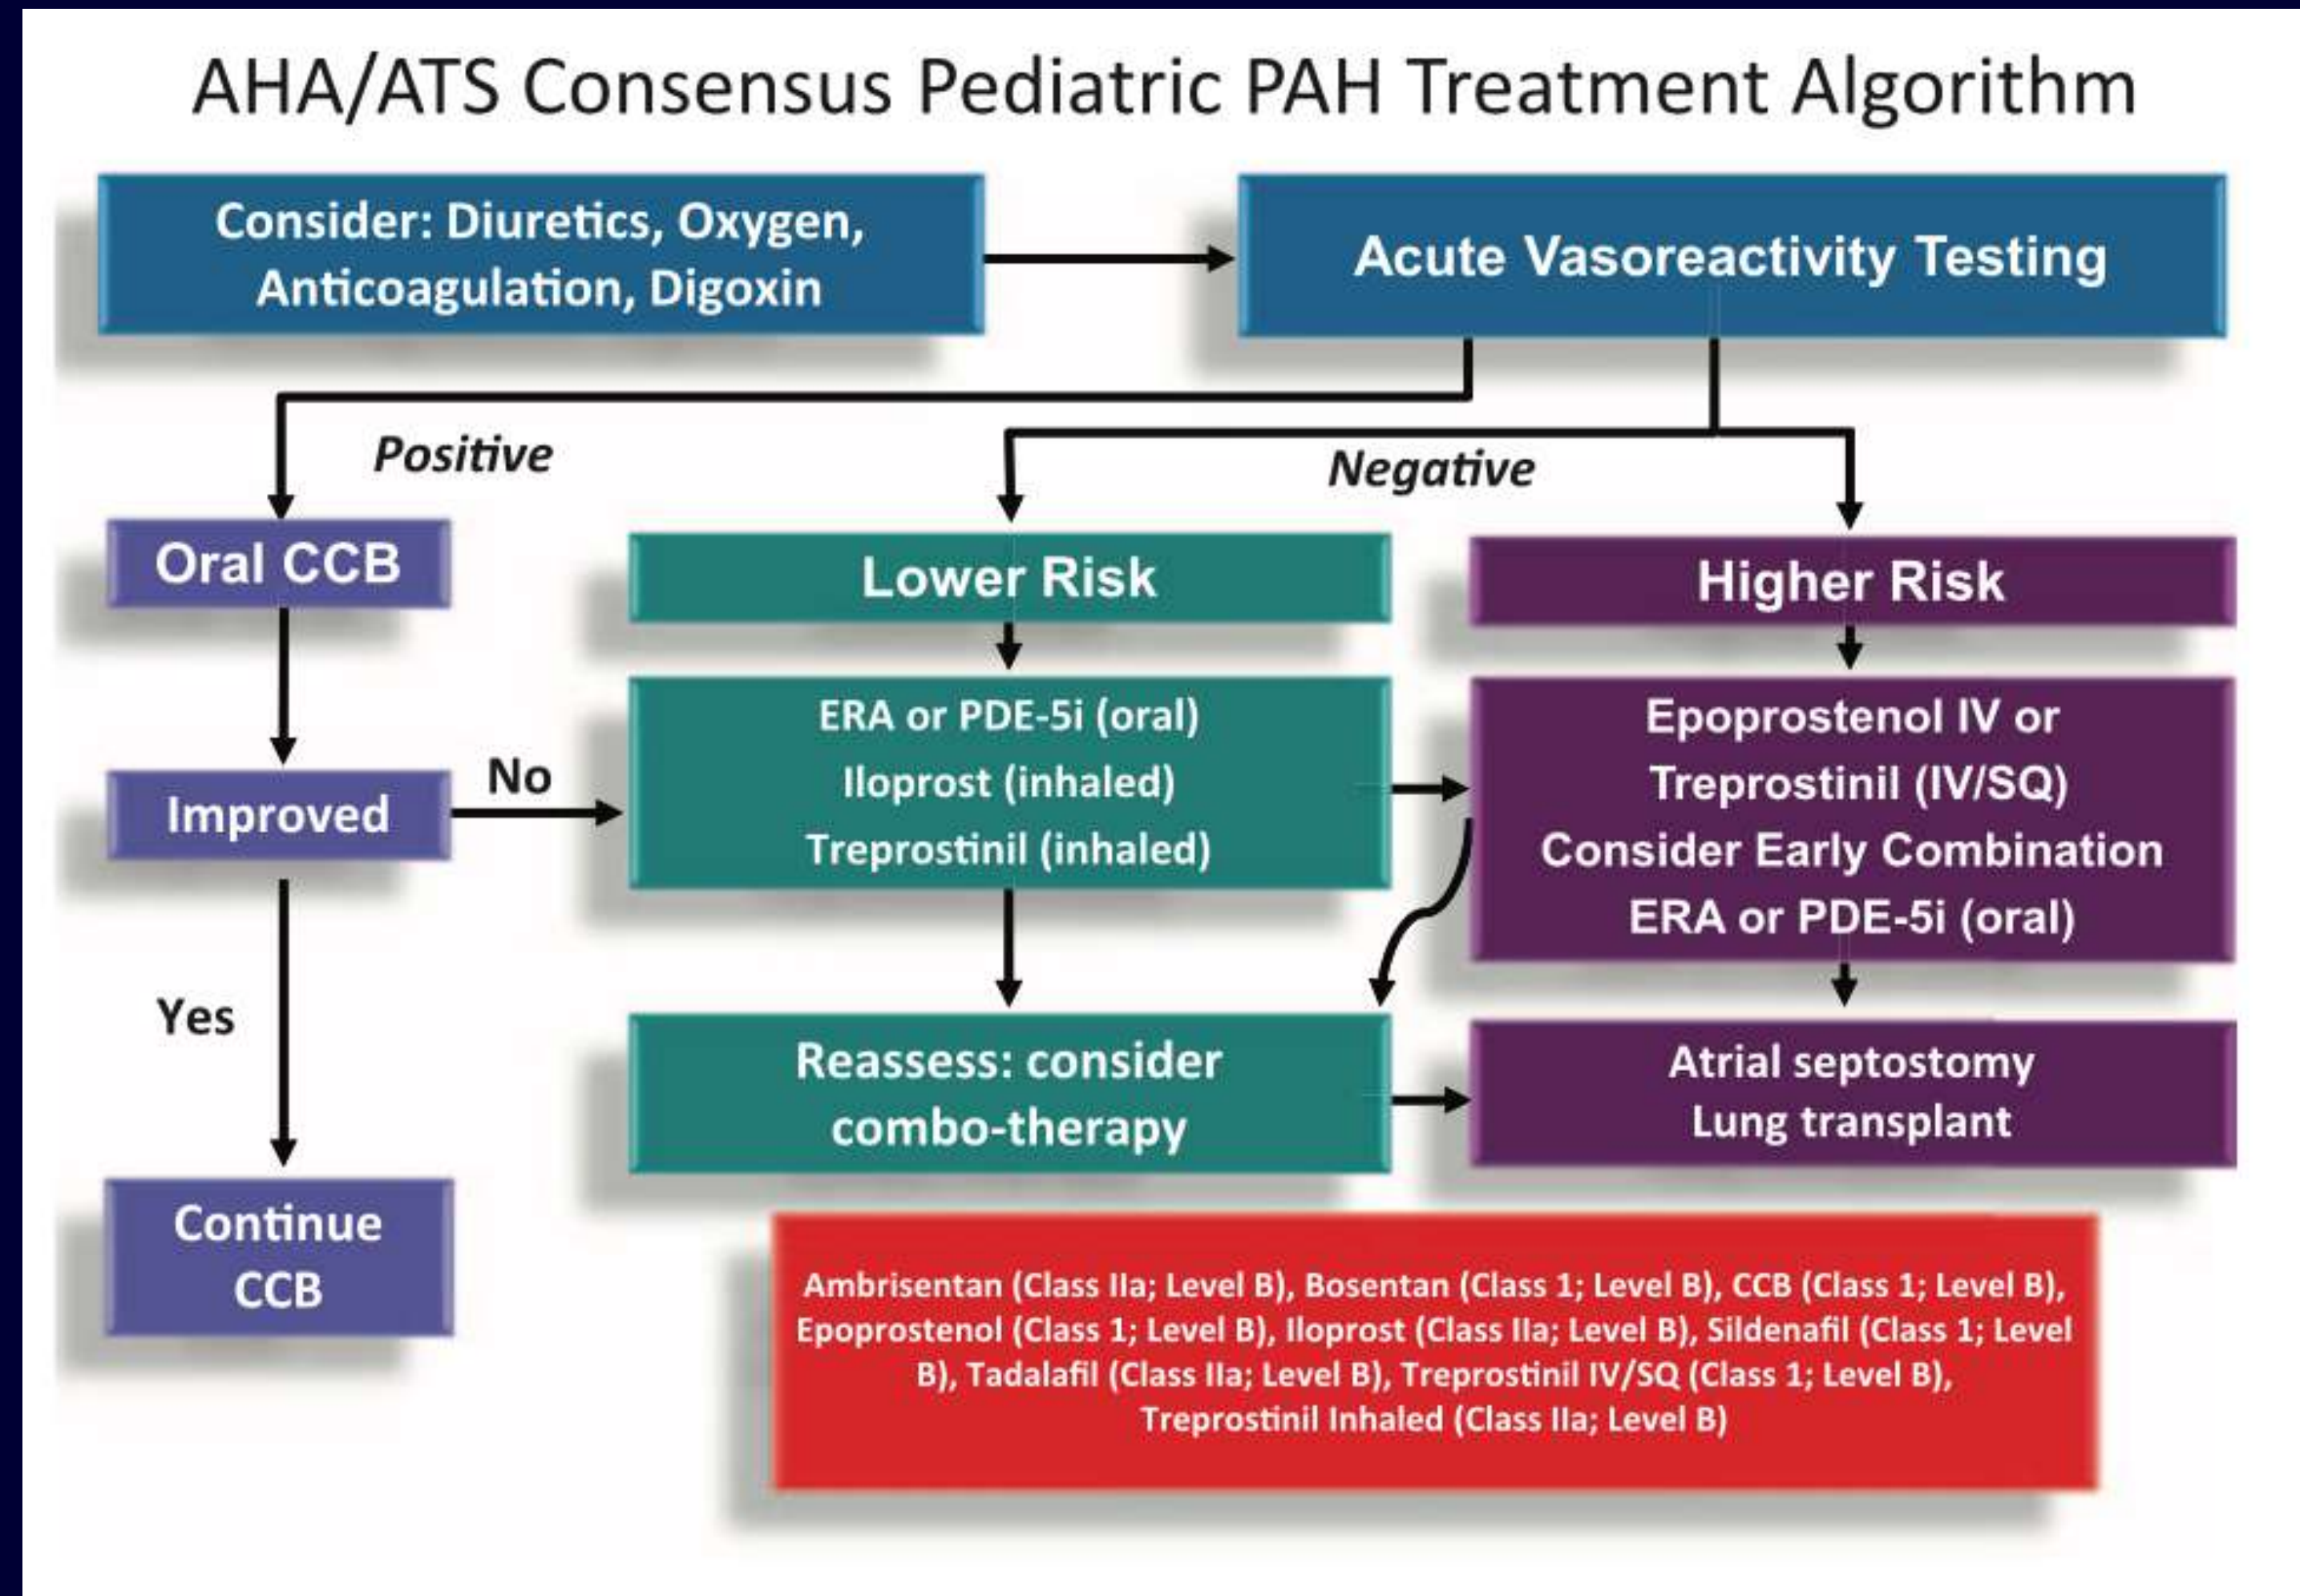 AHA/ATS Consensus Pediatric PAH Treatment Algorithm
Consider: Diuretics, Oxygen,
Anticoagulation, Digoxin
Acute Vasoreactivity Testing
Positive
Negative
Oral CCB
Lower Risk
Higher Risk
Improved
No
ERA or PDE-5i (oral)
Iloprost (inhaled)
Treprostinil (inhaled)
Epoprostenol IV or
Treprostinil (IV/SQ)
Consider Early Combination
ERA or PDE-5i (oral)
Yes
Reassess: consider
combo-therapy
Atrial septostomy
Lung transplant
Continue
CCB
Ambrisentan (Class IIa; Level B), Bosentan (Class 1; Level B), CCB (Class 1; Level B),
Epoprostenol (Class 1; Level B), Iloprost (Class IIa; Level B), Sildenafil (Class 1; Level
B), Tadalafil (Class IIa; Level B), Treprostinil IV/SQ (Class 1; Level B),
Treprostinil Inhaled (Class IIa; Level B)